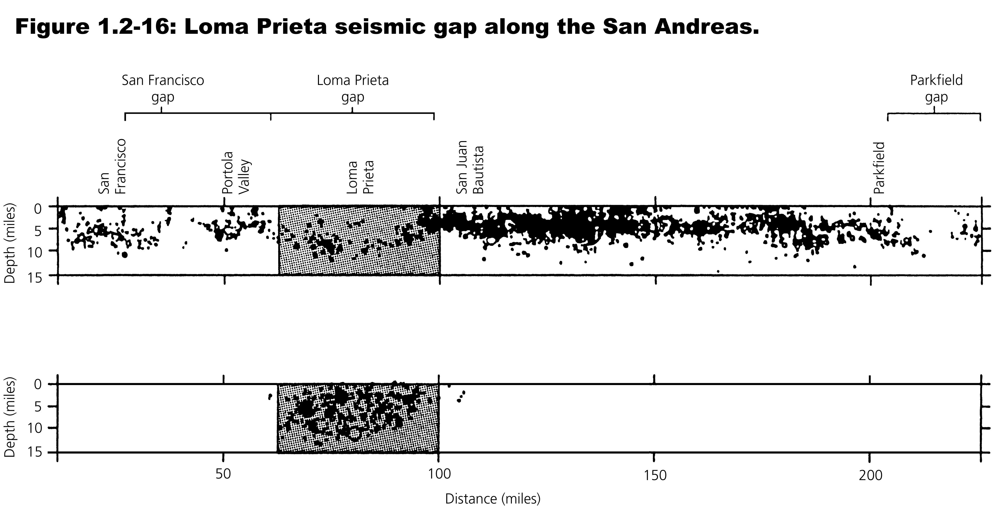 Figure 1.2-16: Loma Prieta seismic gap along the San Andreas.
San Francisco
gap
Loma Prieta
gap
Parkfield
gap
San
Francisco
Portola
Valley
Loma
Prieta
San Juan
Bautista
Parkfield
Depth (miles)
0
5
10
15
Depth (miles)
0
5
10
15
50
100
150
200
Distance (miles)